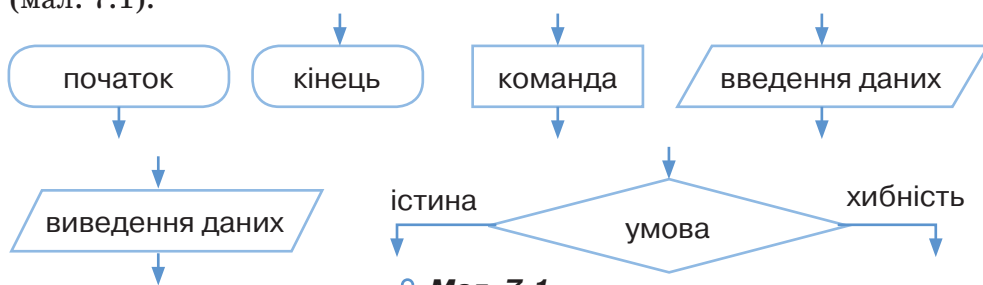 (мал. 7.1).
початок
кінець
команда
введення даних
виведення даних
істина
умова
хибність
Мал. 7.1